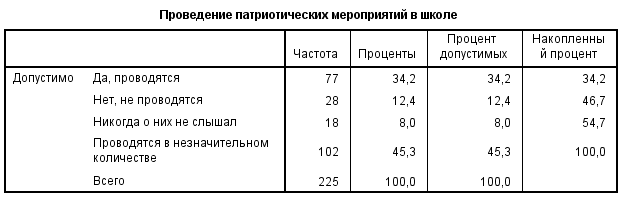 Проведение патриотических мероприятий в школе
Частота Проценты Процент допустимых Накопленны й процент
Допустимо Да, проводятся 77 34,2 34,2 34,2
Нет, не проводятся 28 12,4 12,4 46,7
Никогда о них не слышал 18 8,0 8,0 54,7
Проводятся в незначительном количестве 102 45,3 45,3 100,0
Всего 225 100,0 100,0